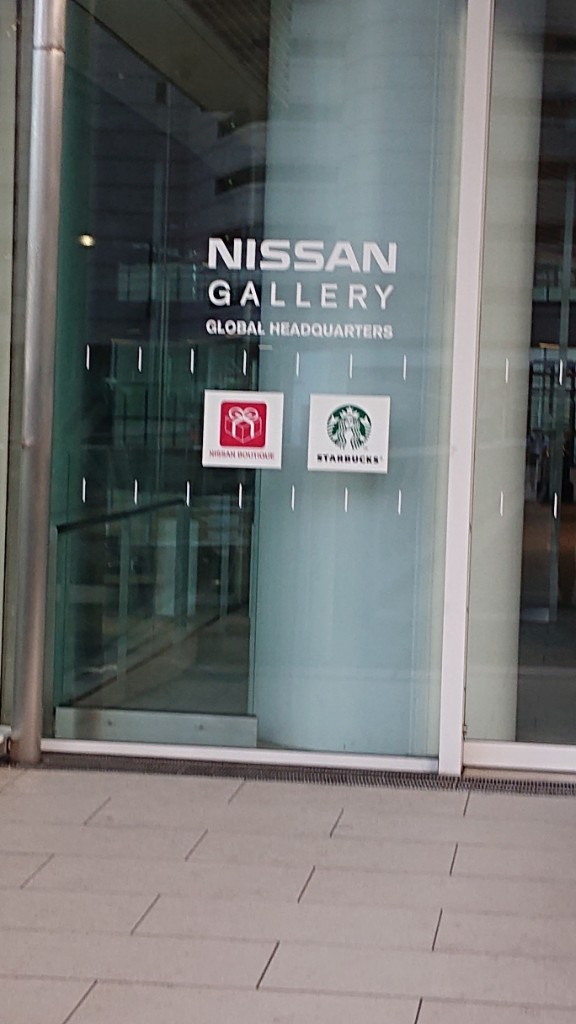 NISSAN
GALLERY
GLOBAL HEADQUARTERS
NISSAN BOUTIQUE
STARBUCKS